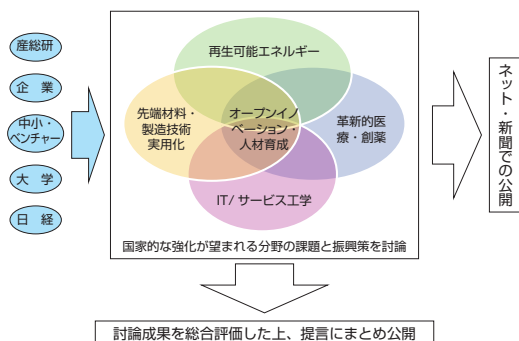 産総研
企　業
中小・
ベンチャー
大　学
日　経
再生可能エネルギー
先端材料・
製造技術
実用化
オープンイノ
ベーション・
人材育成
革新的医
療・創薬
IT/ サービス工学
国家的な強化が望まれる分野の課題と振興策を討論
ネット・新聞での公開
討論成果を総合評価した上、提言にまとめ公開